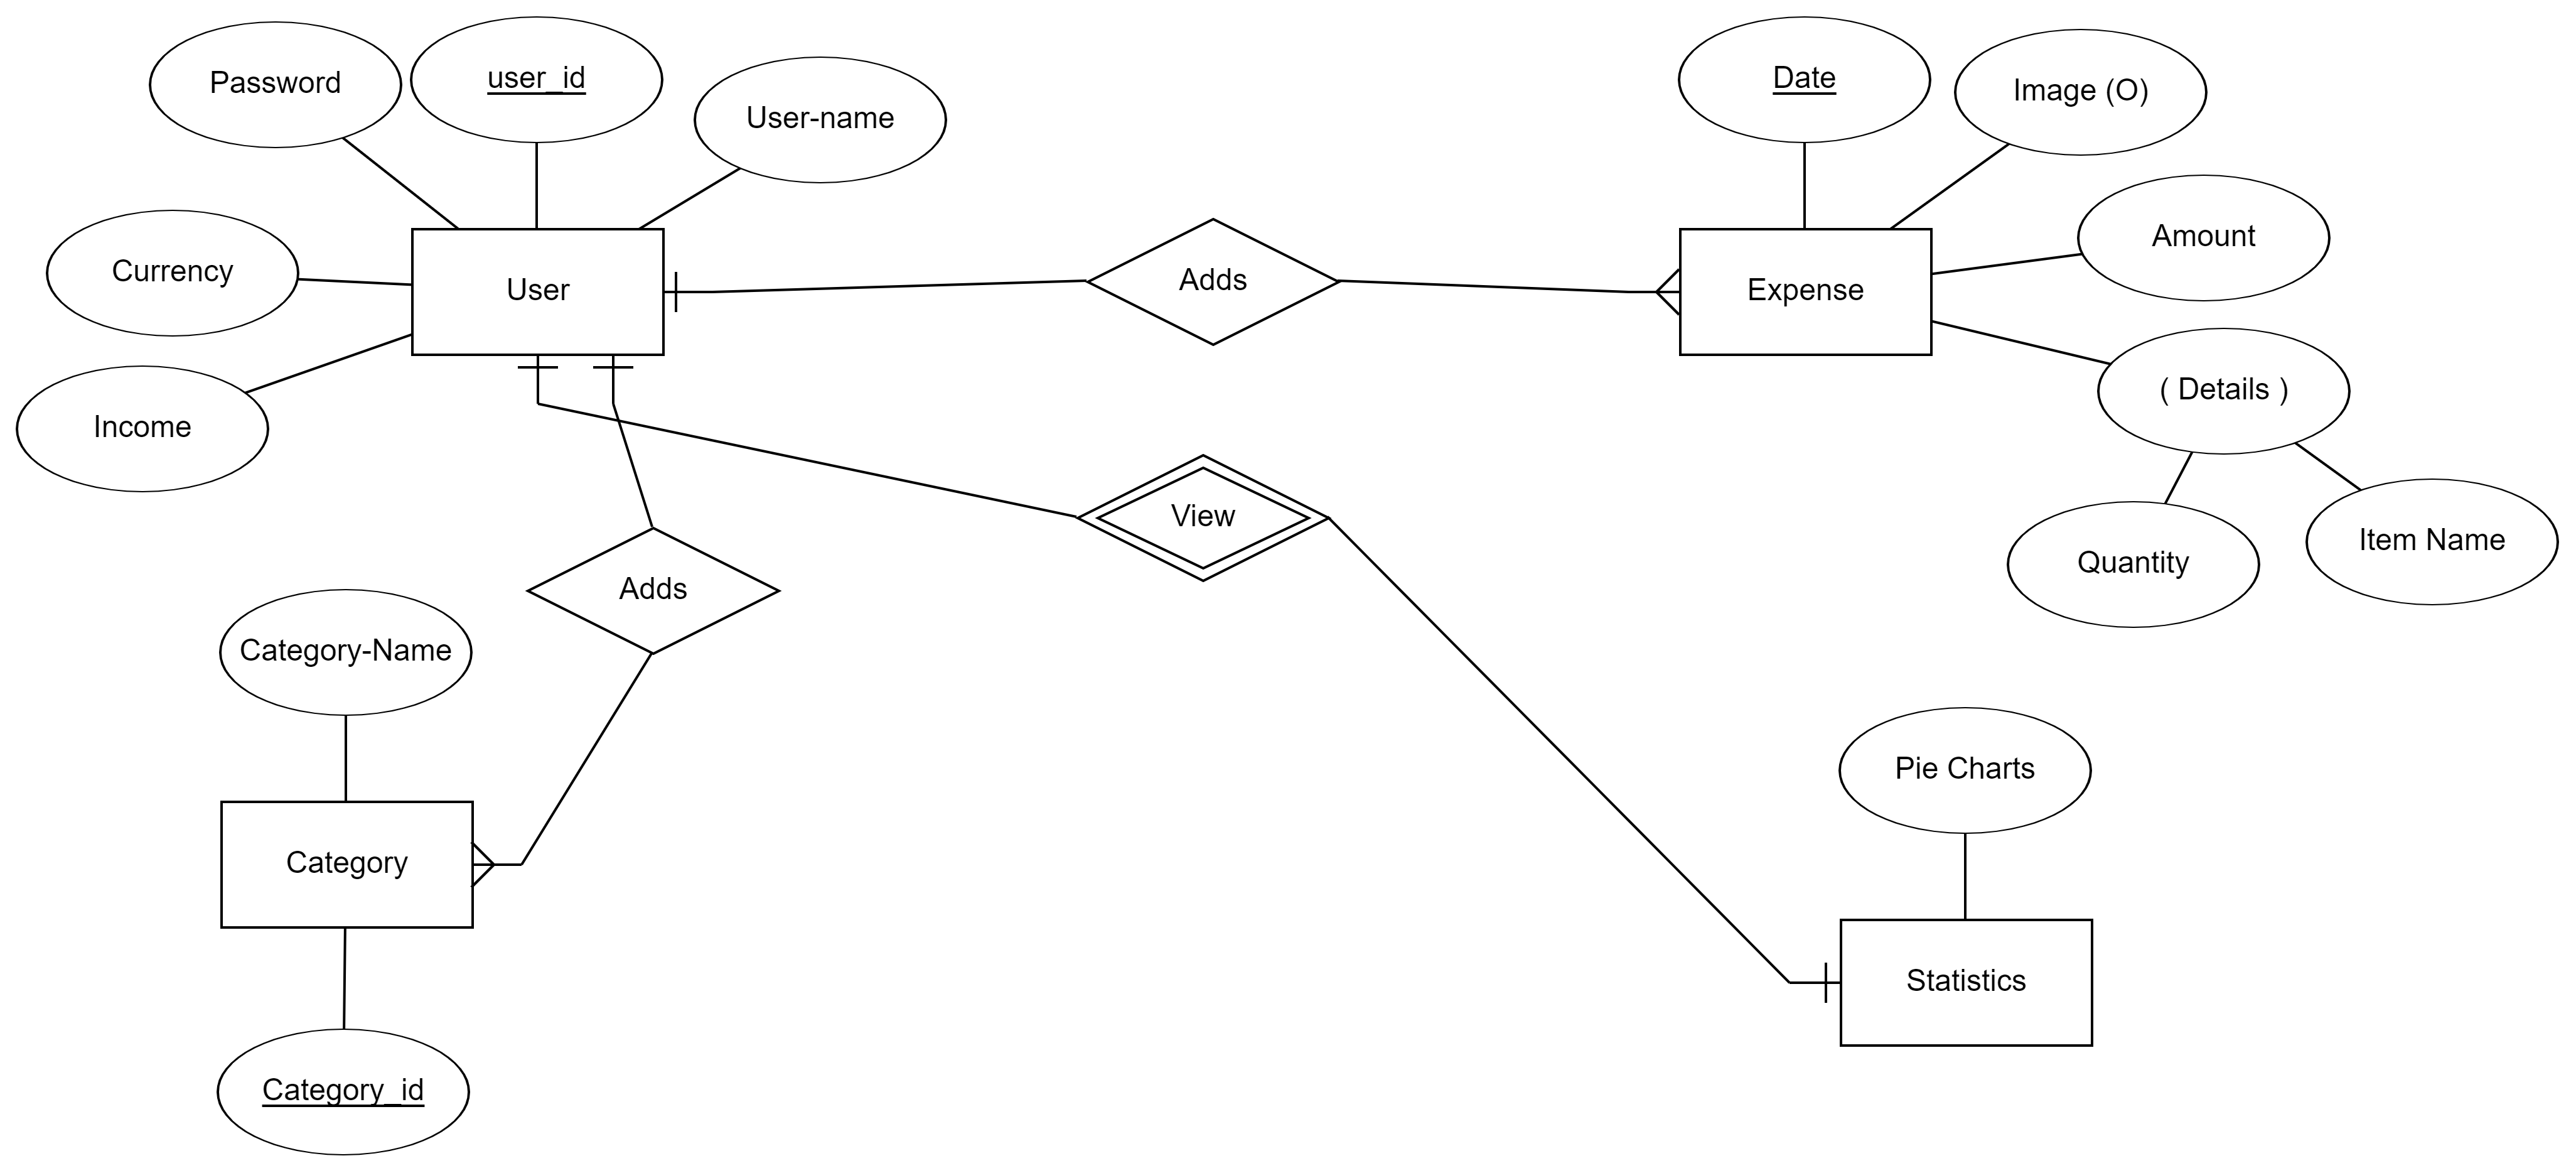 Password
user_id
User-name
Date
Image (O)
Currency
User
Adds
Expense
Amount
Income
( Details )
View
Quantity
Item Name
Adds
Category-Name
Pie Charts
Category
Statistics
Category_id